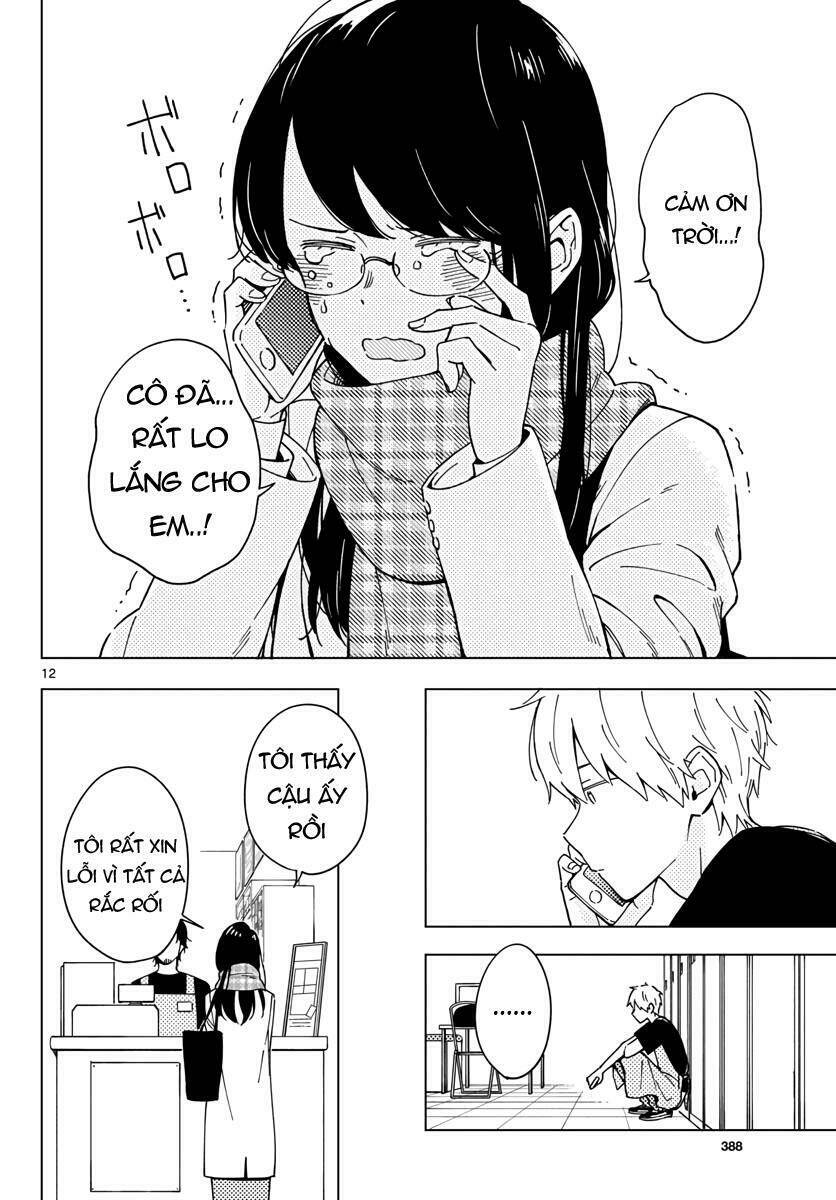 CẢM ƠN
TRỜI...!
ボロ
ボロ...
CÔ ĐÃ...
RẤT LO
LẮNG CHO
EM...!
12
......
388
TÔI THẤY
CẬU ẤY
RỒI
TÔI RẤT XIN
LỖI VÌ TẤT CẢ
RẮC RỐI